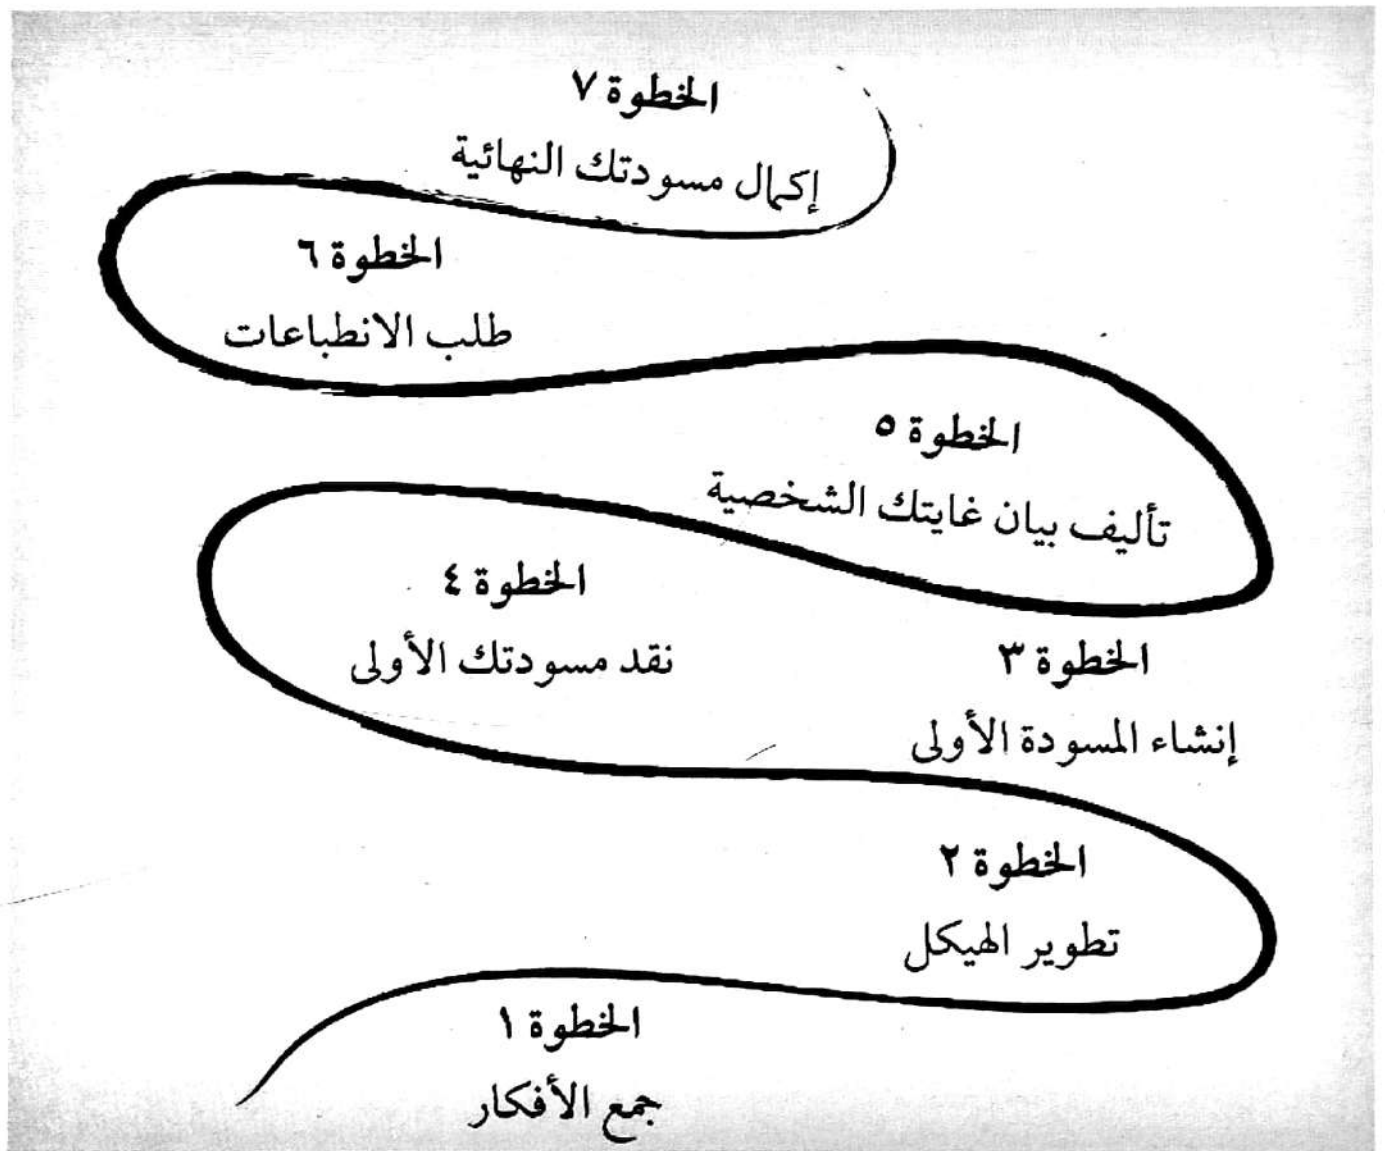 الخطوة ٧
إكمال مسودتك النهائية
الخطوة ٦
طلب الانطباعات
الخطوة ٥
تأليف بيان غايتك الشخصية
الخطوة ٤
نقد مسودتك الأولى
الخطوة ٣
إنشاء المسودة الأولى
الخطوة ٢
تطوير الهيكل
الخطوة ١
جمع الأفكار